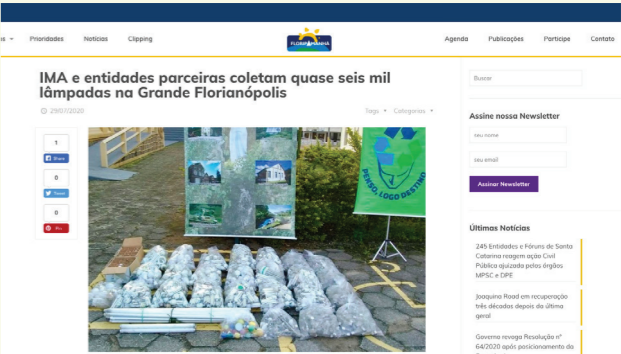 Prioridades Notícias Clipping FLORIPAMANHÃ Agenda Publicações Participe Contato
IMA e entidades parceiras coletam quase seis mil
lâmpadas na Grande Florianópolis
29/07/2020 Tags Categorias
1
Share
0
Tweet
0
Pin
PENSO, LOGO DESTINO
Buscar
Assine nossa Newsletter
seu nome
seu email
Assinar Newsletter
Últimas Notícias
245 Entidades e Fóruns de Santa
Catarina reagem ação Civil
Pública ajuizada pelos órgãos
MPSC e DPE
Joaquina Road em recuperação
três décadas depois da última
geral
Governo revoga Resolução nº
64/2020 após posicionamento da